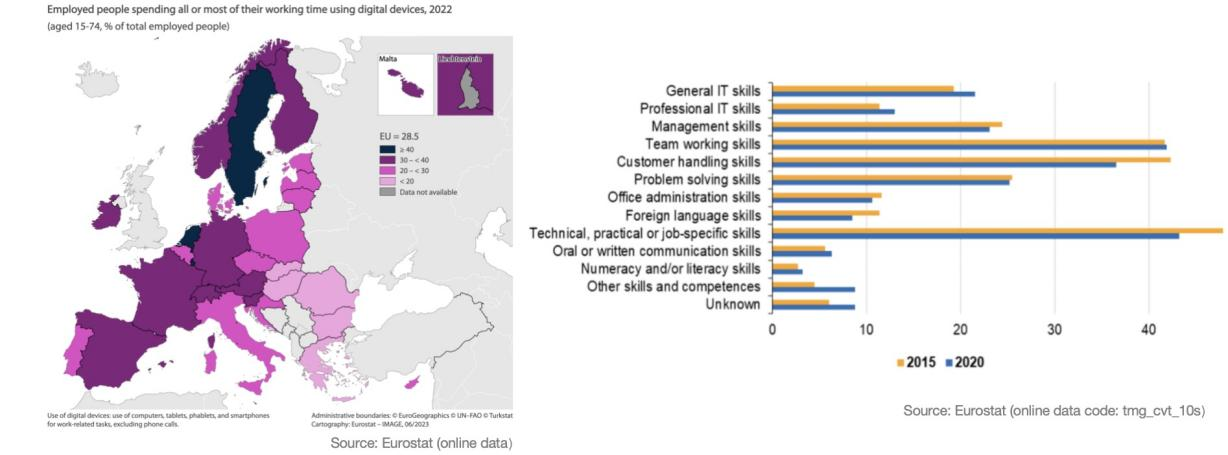 Employed people spending all or most of their working time using digital devices, 2022
(aged 15-74, % of total employed people)
Malta
Liechtenstein
EU = 28.5
≥ 40
30 – < 40
20 – < 30
< 20
Data not available
Use of digital devices: use of computers, tablets, phablets, and smartphones
for work-related tasks, excluding phone calls.
Administrative boundaries: © EuroGeographics © UN–FAO © Turkstat
Cartography: Eurostat – IMAGE, 06/2023
Source: Eurostat (online data)
General IT skills
Professional IT skills
Management skills
Team working skills
Customer handling skills
Problem solving skills
Office administration skills
Foreign language skills
Technical, practical or job-specific skills
Oral or written communication skills
Numeracy and/or literacy skills
Other skills and competences
Unknown
0 10 20 30 40
2015 2020
Source: Eurostat (online data code: tmg_cvt_10s)